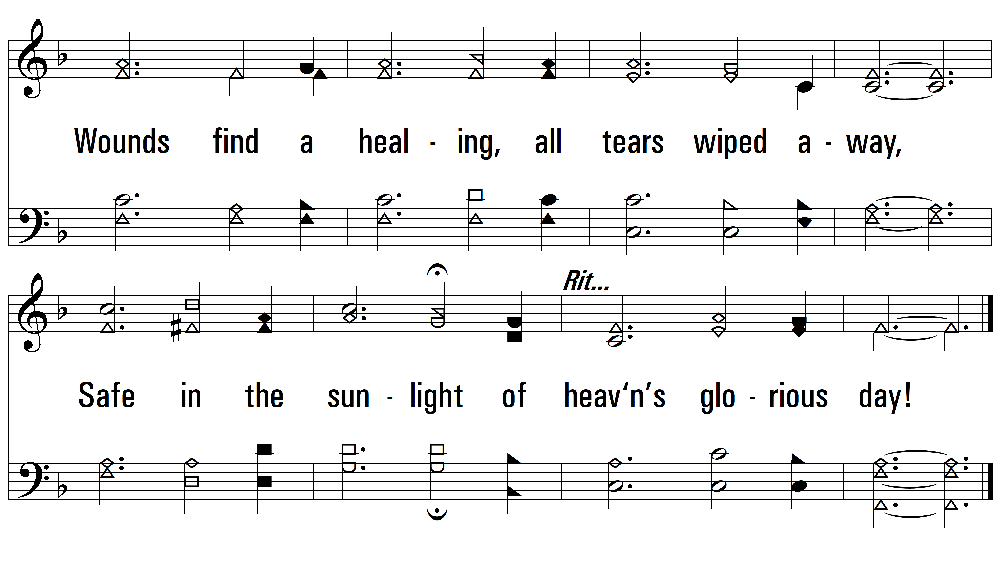 Wounds find a heal - ing, all tears wiped a - way,
Rit...
Safe in the sun - light of heav‘n’s glo - rious day!